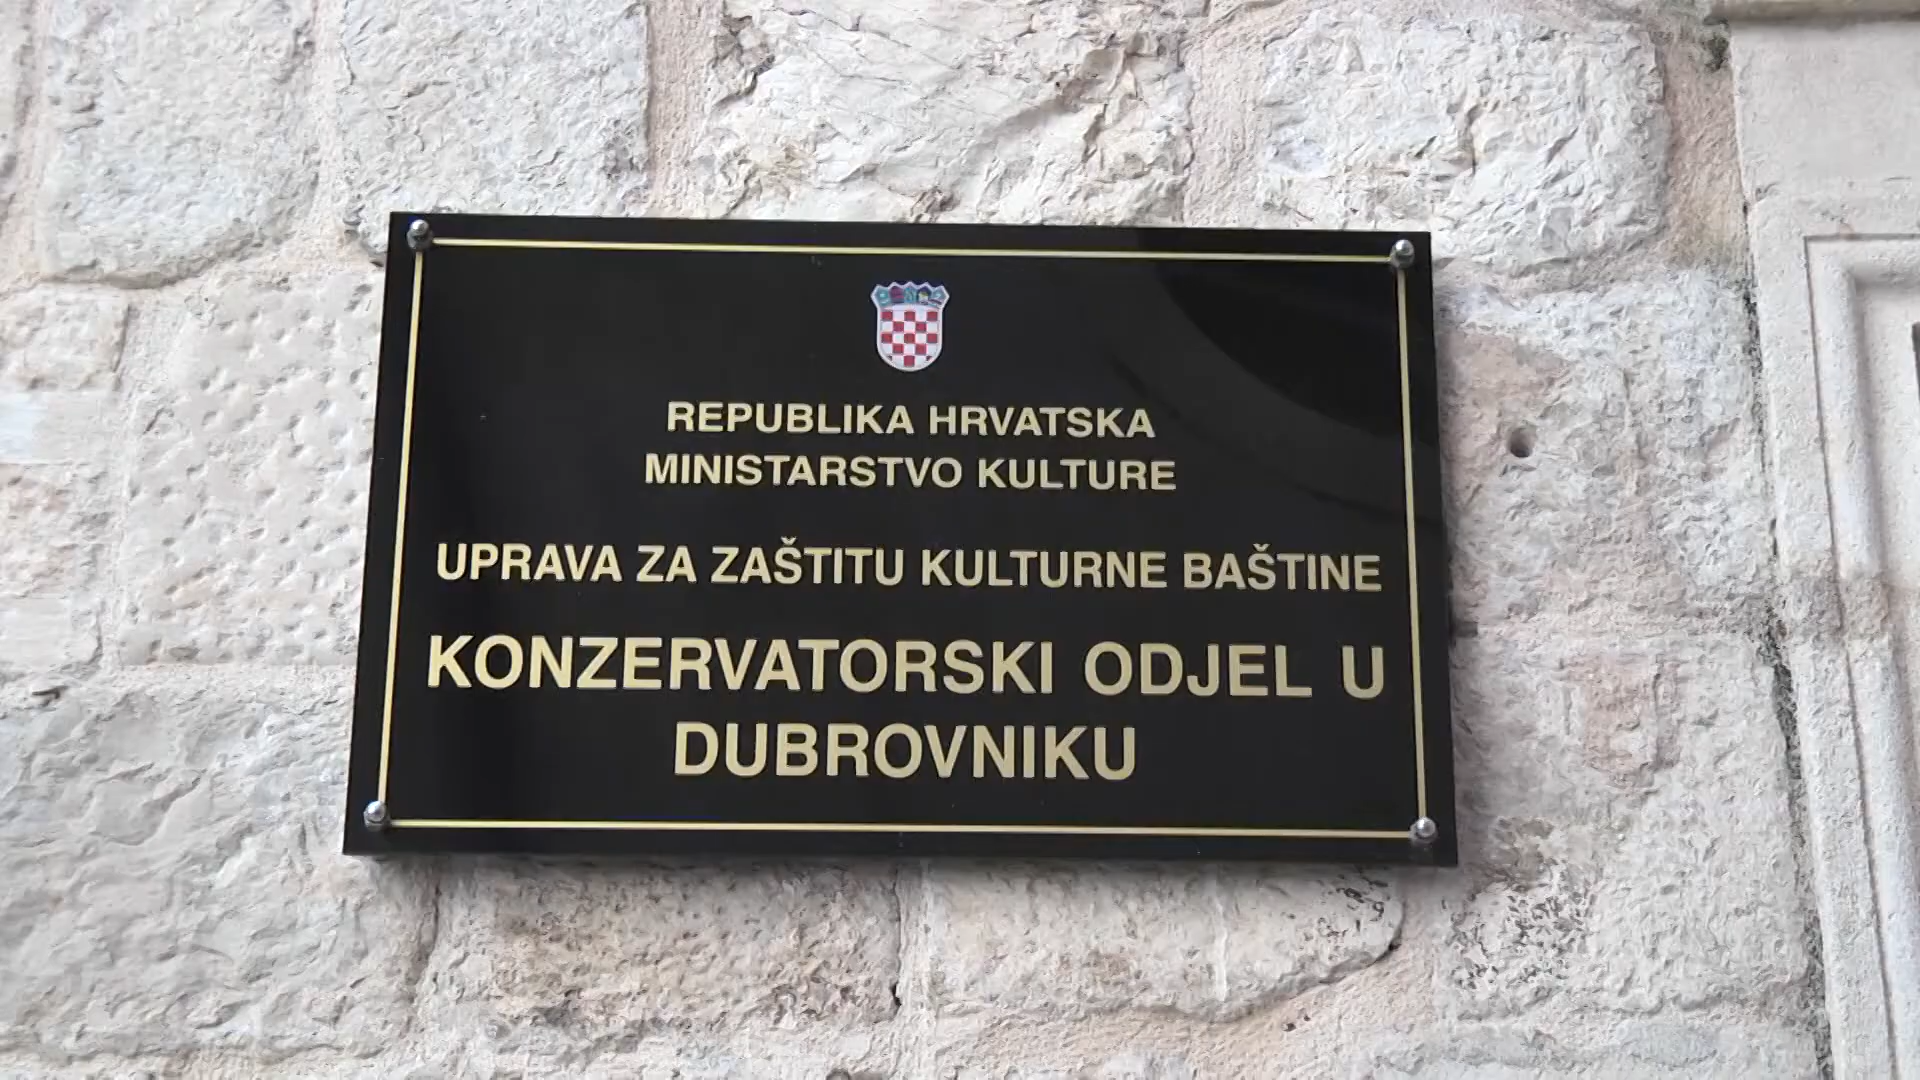 REPUBLIKA HRVATSKA
MINISTARSTVO KULTURE
UPRAVA ZA ZAŠTITU KULTURNE BAŠTINE
KONZERVATORSKI ODJEL U
DUBROVNIKU